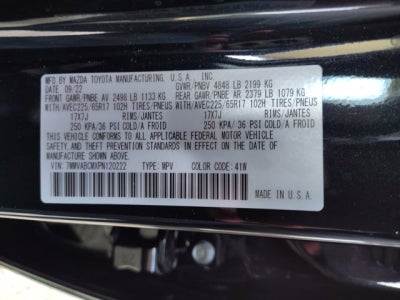 MFD. BY MAZDA TOYOTA MANUFACTURING, U.S.A., INC.
DATE: 09/22 GVWR/PNBV 4848 LB 2199 KG
FRONT GAWR/PNBE AV 2498 LB 1133 KG REAR GAWR/PNBE AR 2379 LB 1079 KG
WITH/AVEC225/65R17 102H TIRES/PNEUS WITH/AVEC225/65R17 102H TIRES/PNEUS
17X7J RIMS/JANTES 17X7J RIMS/JANTES
250 KPA/ 36 PSI COLD/A FROID 250 KPA/ 36 PSI COLD/A FROID
THIS VEHICLE CONFORMS TO ALL APPLICABLE FEDERAL MOTOR VEHICLE
SAFETY AND THEFT PREVENTION STANDARDS IN EFFECT ON THE DATE OF
MANUFACTURE SHOWN ABOVE.
VIN: 7MMVABCMXPN120222 TYPE: MPV COLOR CODE: 41W
MADE IN U.S.A.